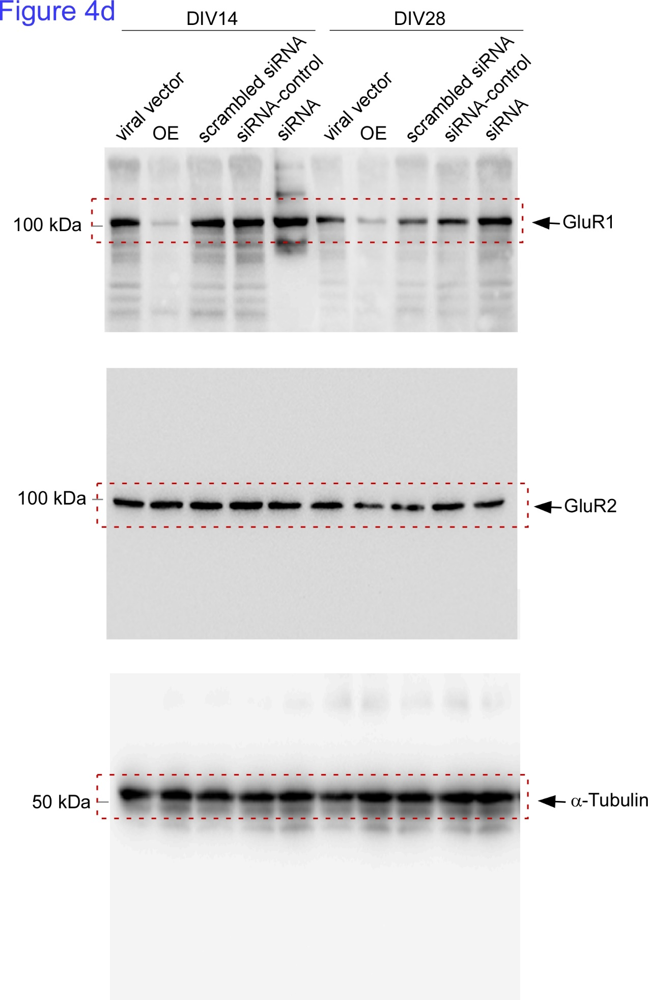 Figure 4d
DIV14
DIV28
viral vector
OE
scrambled siRNA
siRNA-control
siRNA
viral vector
OE
scrambled siRNA
siRNA-control
siRNA
100 kDa
GluR1
100 kDa
GluR2
50 kDa
α-Tubulin